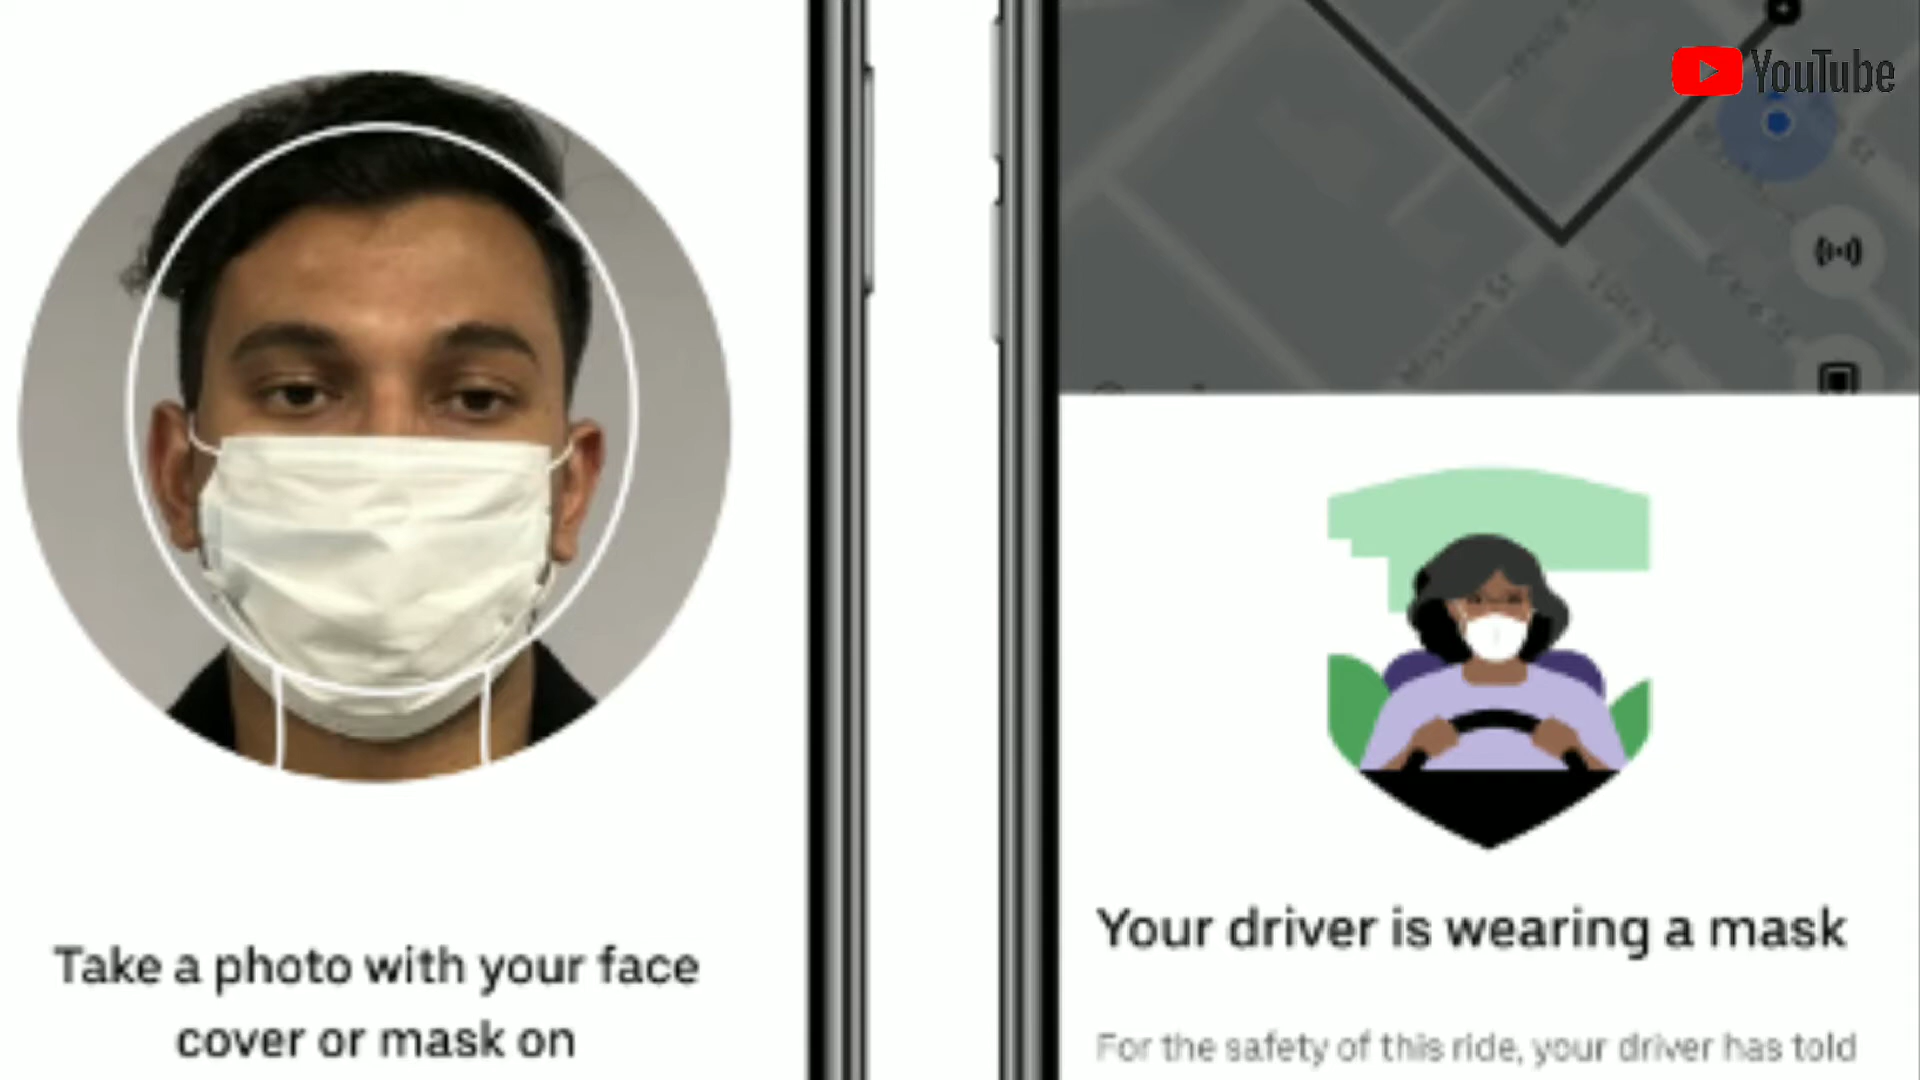 YouTube
Take a photo with your face
cover or mask on
Your driver is wearing a mask
For the safety of this ride, your driver has told